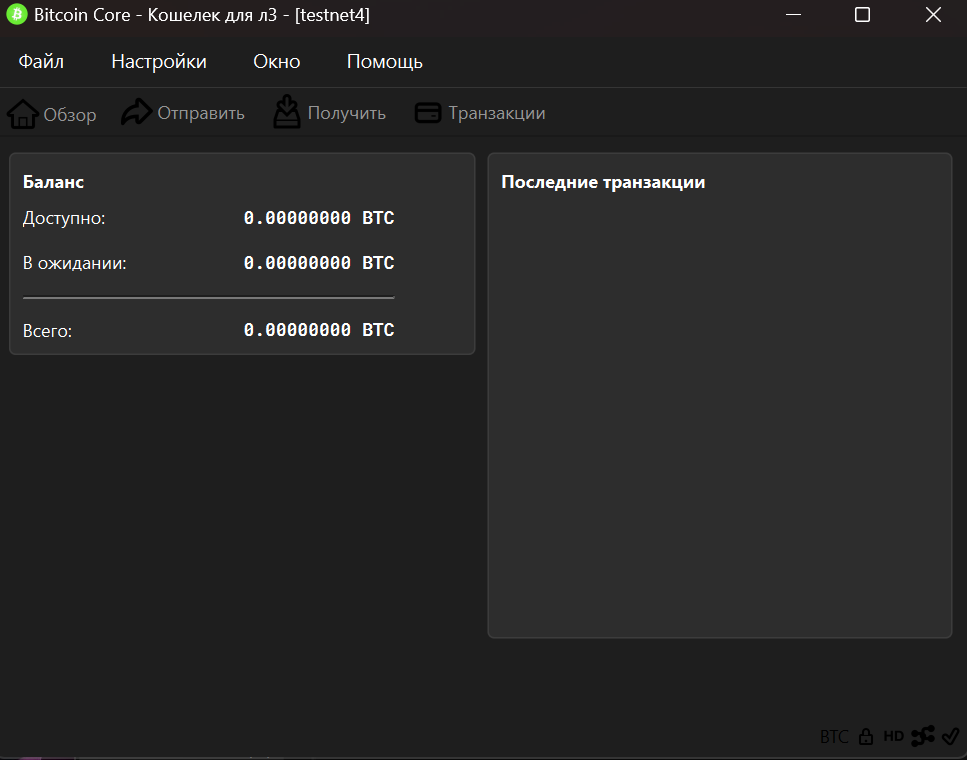 Bitcoin Core - Кошелек для л3 - [testnet4]
Файл Настройки Окно Помощь
Обзор Отправить Получить Транзакции
Баланс
Доступно: 0.00000000 BTC
В ожидании: 0.00000000 BTC
Всего: 0.00000000 BTC
Последние транзакции
BTC HD